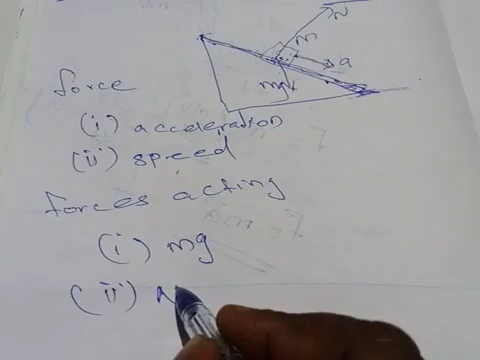 N
m
a
mg
force
(i) acceleration
(ii) speed
forces acting
(i) mg
(ii) N